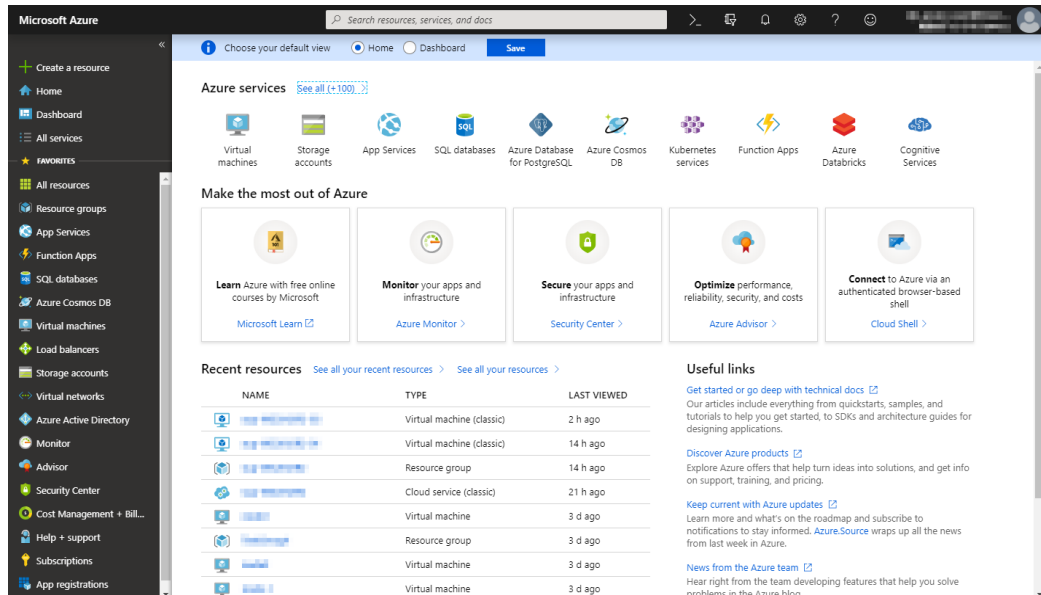 Microsoft Azure
Search resources, services, and docs
Create a resource
Home
Dashboard
All services
FAVORITES
All resources
Resource groups
App Services
Function Apps
SQL databases
Azure Cosmos DB
Virtual machines
Load balancers
Storage accounts
Virtual networks
Azure Active Directory
Monitor
Advisor
Security Center
Cost Management + Bill...
Help + support
Subscriptions
App registrations
Choose your default view Home Dashboard Save
Azure services See all (+100)
Virtual machines
Storage accounts
App Services
SQL databases
Azure Database for PostgreSQL
Azure Cosmos DB
Kubernetes services
Function Apps
Azure Databricks
Cognitive Services
Make the most out of Azure
Learn Azure with free online
courses by Microsoft
Microsoft Learn
Monitor your apps and
infrastructure
Azure Monitor
Secure your apps and
infrastructure
Security Center
Optimize performance,
reliability, security, and costs
Azure Advisor
Connect to Azure via an
authenticated browser-based
shell
Cloud Shell
Recent resources See all your recent resources See all your resources
NAME TYPE LAST VIEWED
Virtual machine (classic) 2 h ago
Virtual machine (classic) 14 h ago
Resource group 14 h ago
Cloud service (classic) 21 h ago
Virtual machine 3 d ago
Resource group 3 d ago
Virtual machine 3 d ago
Virtual machine 3 d ago
Useful links
Get started or go deep with technical docs
Our articles include everything from quickstarts, samples, and
tutorials to help you get started, to SDKs and architecture guides for
designing applications.
Discover Azure products
Explore Azure offers that help turn ideas into solutions, and get info
on support, training, and pricing.
Keep current with Azure updates
Learn more and what's on the roadmap and subscribe to
notifications to stay informed. Azure.Source wraps up all the news
from last week in Azure.
News from the Azure team
Hear right from the team developing features that help you solve
problems in the Azure blog.